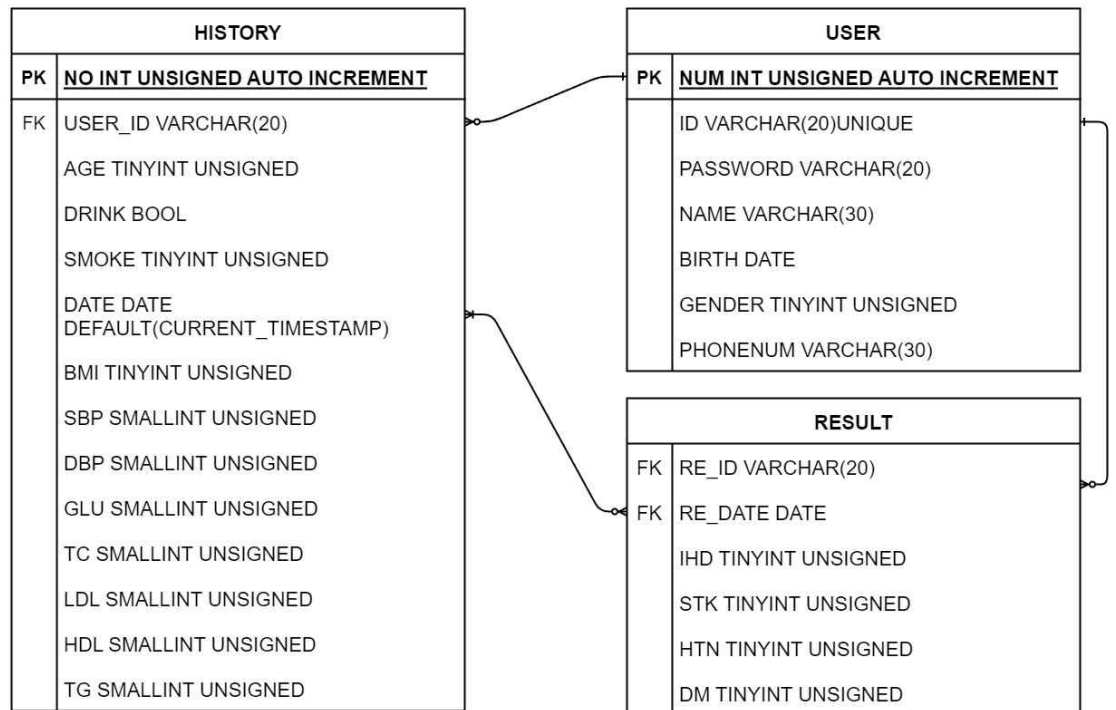 HISTORY
PK NO INT UNSIGNED AUTO INCREMENT
FK USER_ID VARCHAR(20)
AGE TINYINT UNSIGNED
DRINK BOOL
SMOKE TINYINT UNSIGNED
DATE DATE
DEFAULT(CURRENT_TIMESTAMP)
BMI TINYINT UNSIGNED
SBP SMALLINT UNSIGNED
DBP SMALLINT UNSIGNED
GLU SMALLINT UNSIGNED
TC SMALLINT UNSIGNED
LDL SMALLINT UNSIGNED
HDL SMALLINT UNSIGNED
TG SMALLINT UNSIGNED
USER
PK NUM INT UNSIGNED AUTO INCREMENT
ID VARCHAR(20)UNIQUE
PASSWORD VARCHAR(20)
NAME VARCHAR(30)
BIRTH DATE
GENDER TINYINT UNSIGNED
PHONENUM VARCHAR(30)
RESULT
FK RE_ID VARCHAR(20)
FK RE_DATE DATE
IHD TINYINT UNSIGNED
STK TINYINT UNSIGNED
HTN TINYINT UNSIGNED
DM TINYINT UNSIGNED